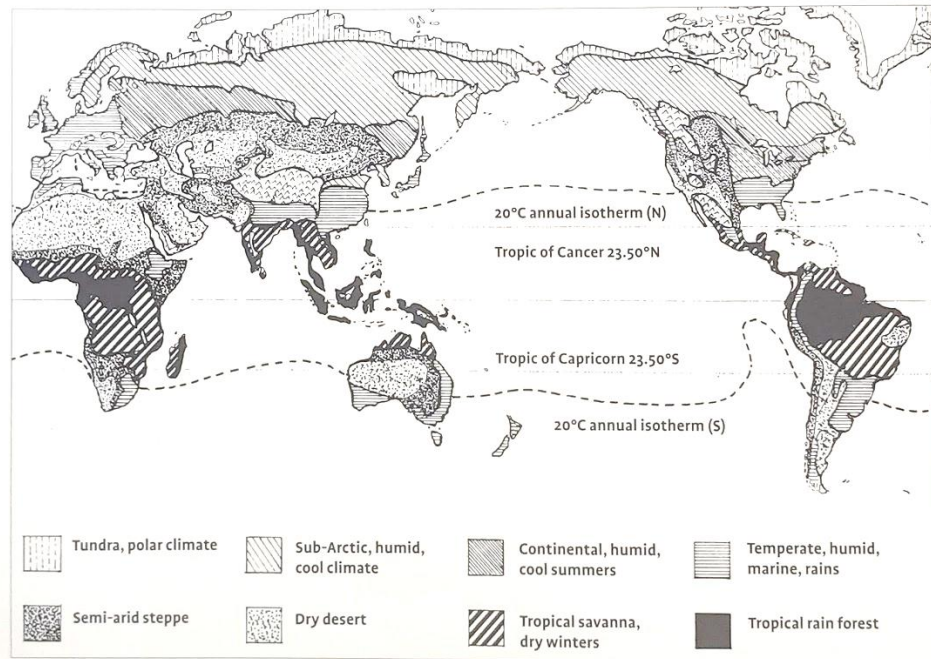 20°C annual isotherm (N)
Tropic of Cancer 23.50°N
Tropic of Capricorn 23.50°S
20°C annual isotherm (S)
Tundra, polar climate
Sub-Arctic, humid,
cool climate
Continental, humid,
cool summers
Temperate, humid,
marine, rains
Semi-arid steppe
Dry desert
Tropical savanna,
dry winters
Tropical rain forest